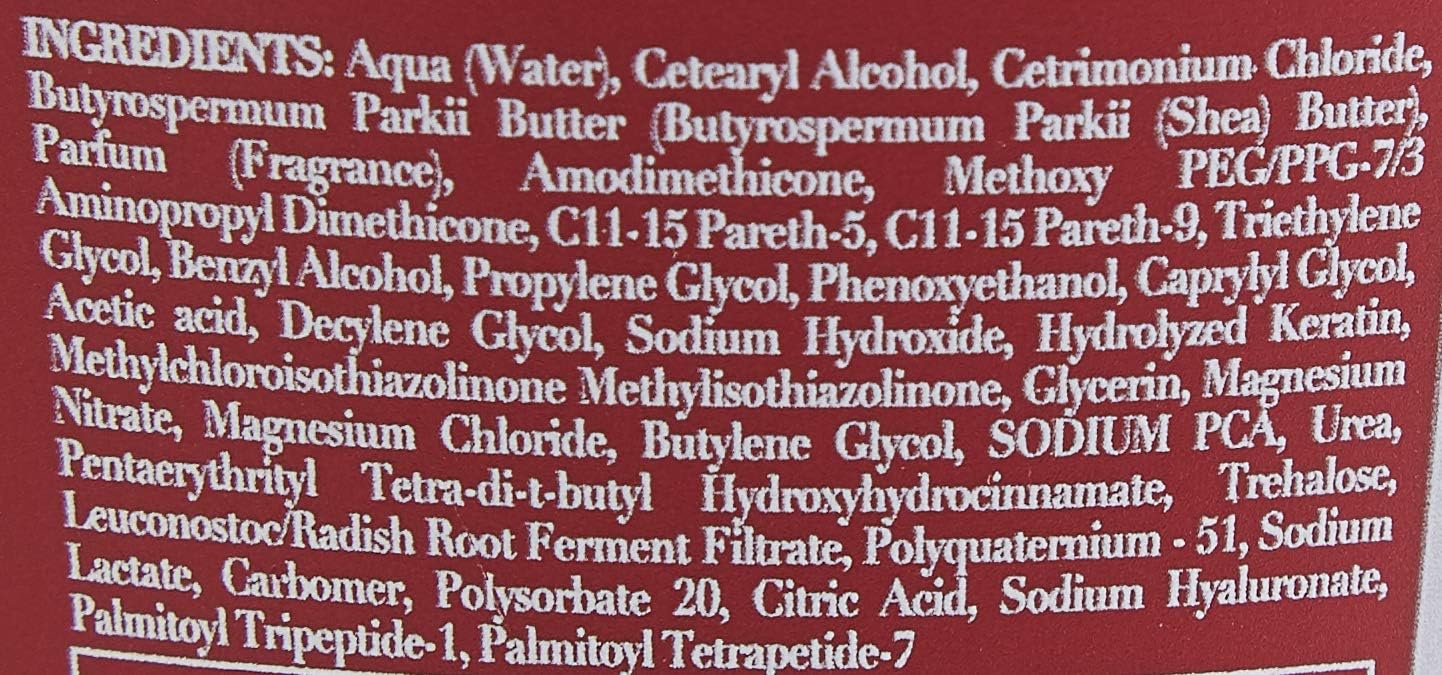 INGREDIENTS: Aqua (Water), Cetearyl Alcohol, Cetrimonium Chloride,
Butyrospermum Parkii Butter (Butyrospermum Parkii (Shea) Butter),
Parfum (Fragrance), Amodimethicone, Methoxy PEG/PPG-7/3
Aminopropyl Dimethicone, C11-15 Pareth-5, C11-15 Pareth-9, Triethylene
Glycol, Benzyl Alcohol, Propylene Glycol, Phenoxyethanol, Caprylyl Glycol,
Acetic acid, Decylene Glycol, Sodium Hydroxide, Hydrolyzed Keratin,
Methylchloroisothiazolinone Methylisothiazolinone, Glycerin, Magnesium
Nitrate, Magnesium Chloride, Butylene Glycol, SODIUM PCA, Urea,
Pentaerythrityl Tetra-di-t-butyl Hydroxyhydrocinnamate, Trehalose,
Leuconostoc/Radish Root Ferment Filtrate, Polyquaternium - 51, Sodium
Lactate, Carbomer, Polysorbate 20, Citric Acid, Sodium Hyaluronate,
Palmitoyl Tripeptide-1, Palmitoyl Tetrapetide-7